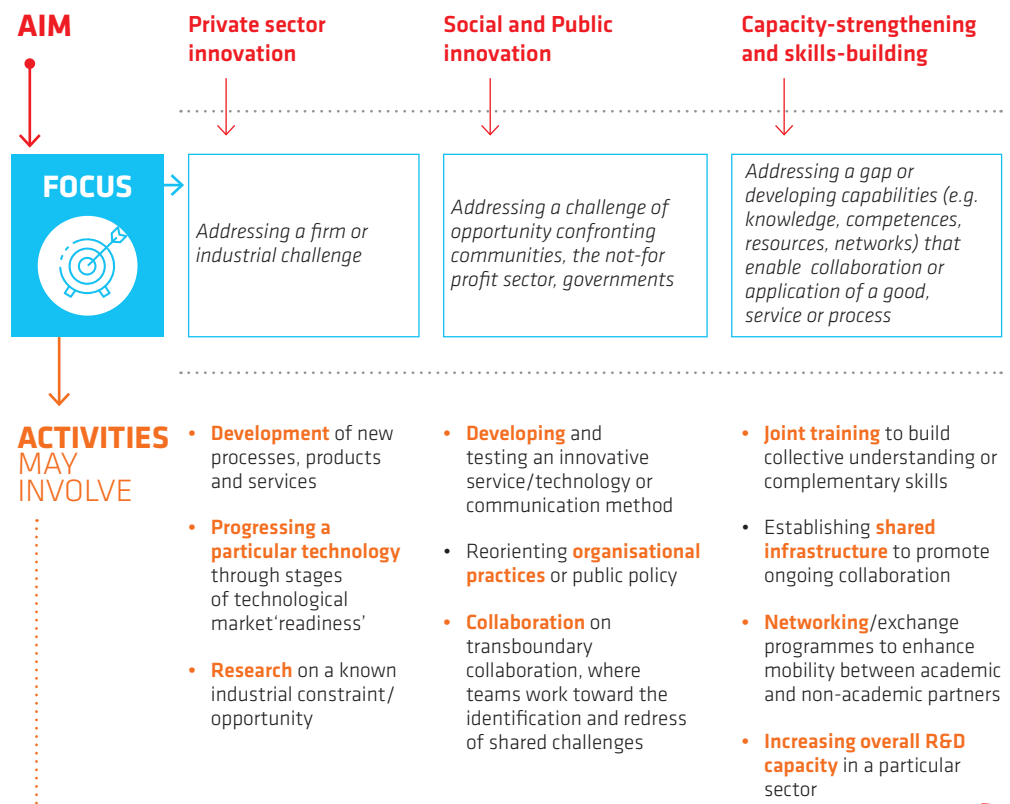 AIM
Private sector
innovation
Social and Public
innovation
Capacity-strengthening
and skills-building
FOCUS
Addressing a firm or
industrial challenge
Addressing a challenge of
opportunity confronting
communities, the not-for
profit sector, governments
Addressing a gap or
developing capabilities (e.g.
knowledge, competences,
resources, networks) that
enable  collaboration or
application of a good,
service or process
ACTIVITIES
MAY
INVOLVE
• Development of new
processes, products
and services
• Progressing a
particular technology
through stages
of technological
market‘readiness’
• Research on a known
industrial constraint/
opportunity
• Developing and
testing an innovative
service/technology or
communication method
• Reorienting organisational
practices or public policy
• Collaboration on
transboundary
collaboration, where
teams work toward the
identification and redress
of shared challenges
• Joint training to build
collective understanding or
complementary skills
• Establishing shared
infrastructure to promote
ongoing collaboration
• Networking/exchange
programmes to enhance
mobility between academic
and non-academic partners
• Increasing overall R&D
capacity in a particular
sector